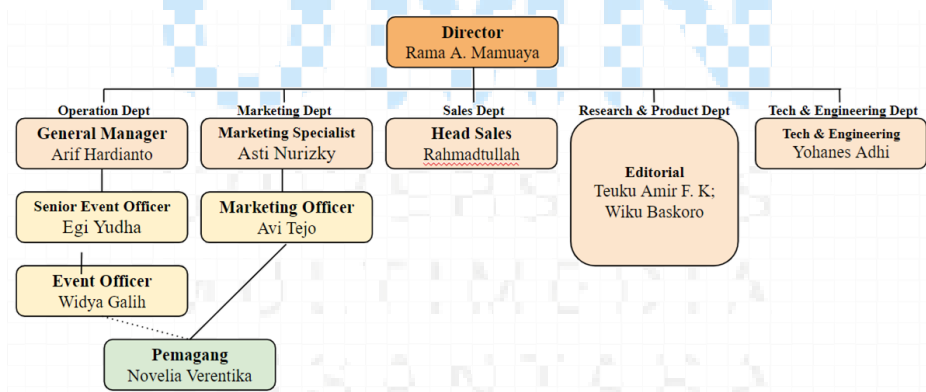 Director
Rama A. Mamuaya
Operation Dept
Marketing Dept
Sales Dept
Research & Product Dept
Tech & Engineering Dept
General Manager
Arif Hardianto
Marketing Specialist
Asti Nurizky
Head Sales
Rahmadtullah
Editorial
Teuku Amir F. K;
Wiku Baskoro
Tech & Engineering
Yohanes Adhi
Senior Event Officer
Egi Yudha
Marketing Officer
Avi Tejo
Event Officer
Widya Galih
Pemagang
Novelia Verentika